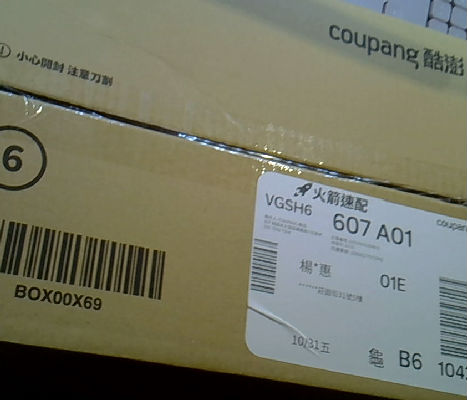 coupang 酷澎
小心開封 注意刀割
6
火箭速配
coupang
VGSH6
607 A01
楊*惠
01E
BOX00X69
10/31五
龜
B6
1042